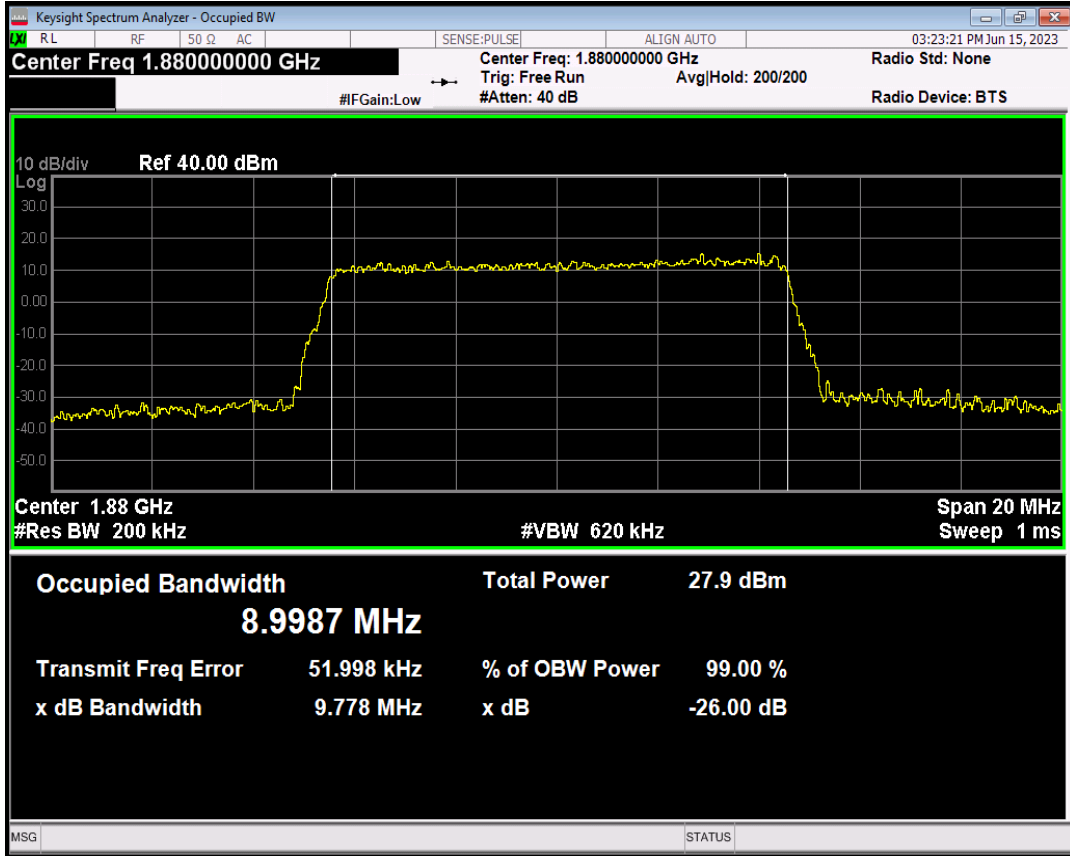 Keysight Spectrum Analyzer - Occupied BW
LXI RL RF 50 Ω AC SENSE:PULSE ALIGN AUTO 03:23:21 PM Jun 15, 2023
Center Freq 1.880000000 GHz Center Freq: 1.880000000 GHz Radio Std: None
Trig: Free Run Avg|Hold: 200/200
#IFGain:Low #Atten: 40 dB Radio Device: BTS
10 dB/div Ref 40.00 dBm
Log
30.0
20.0
10.0
0.00
-10.0
-20.0
-30.0
-40.0
-50.0
Center 1.88 GHz Span 20 MHz
#Res BW 200 kHz #VBW 620 kHz Sweep 1 ms
Occupied Bandwidth Total Power 27.9 dBm
8.9987 MHz
Transmit Freq Error 51.998 kHz % of OBW Power 99.00 %
x dB Bandwidth 9.778 MHz x dB -26.00 dB
MSG STATUS